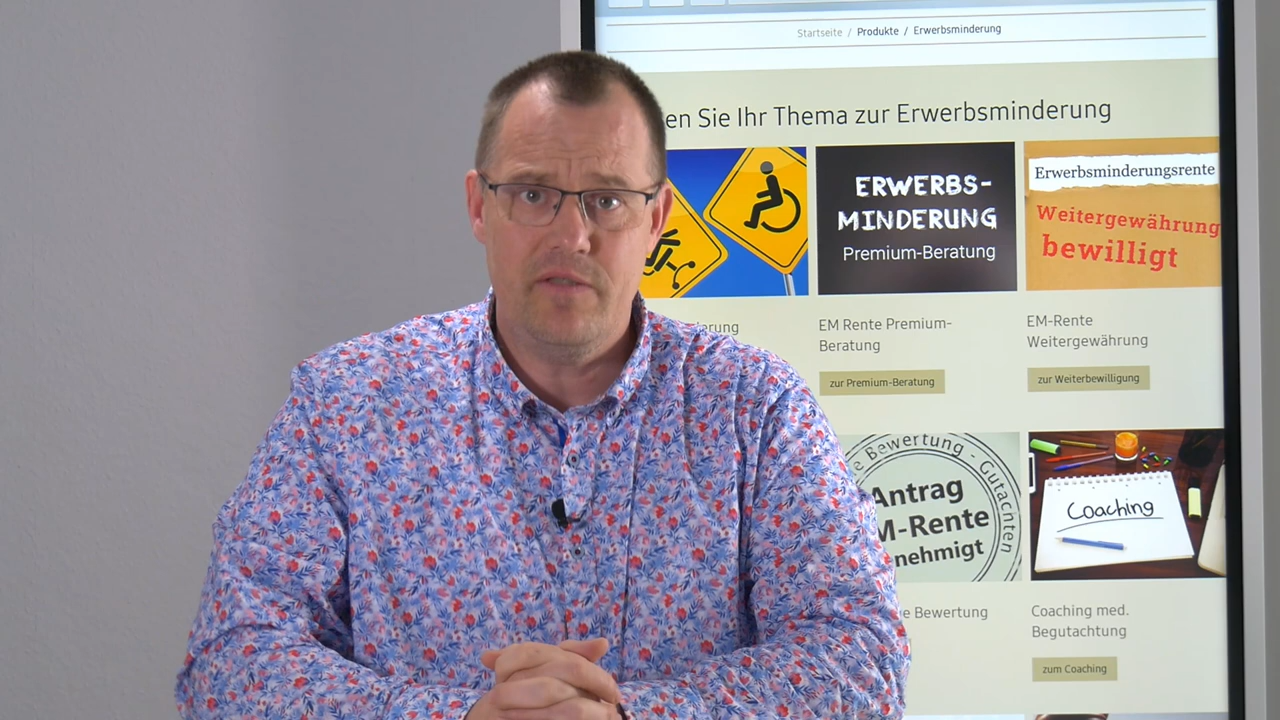 Startseite / Produkte / Erwerbsminderung
en Sie Ihr Thema zur Erwerbsminderung
ERWERBS-
MINDERUNG
Premium-Beratung
Erwerbsminderungsrente
Weitergewährung
bewilligt
erung
EM Rente Premium-
Beratung
zur Premium-Beratung
EM-Rente
Weitergewährung
zur Weiterbewilligung
e Bewertung - Gutachten
Antrag
M-Rente
nehmigt
Coaching
e Bewertung
Coaching med.
Begutachtung
zum Coaching